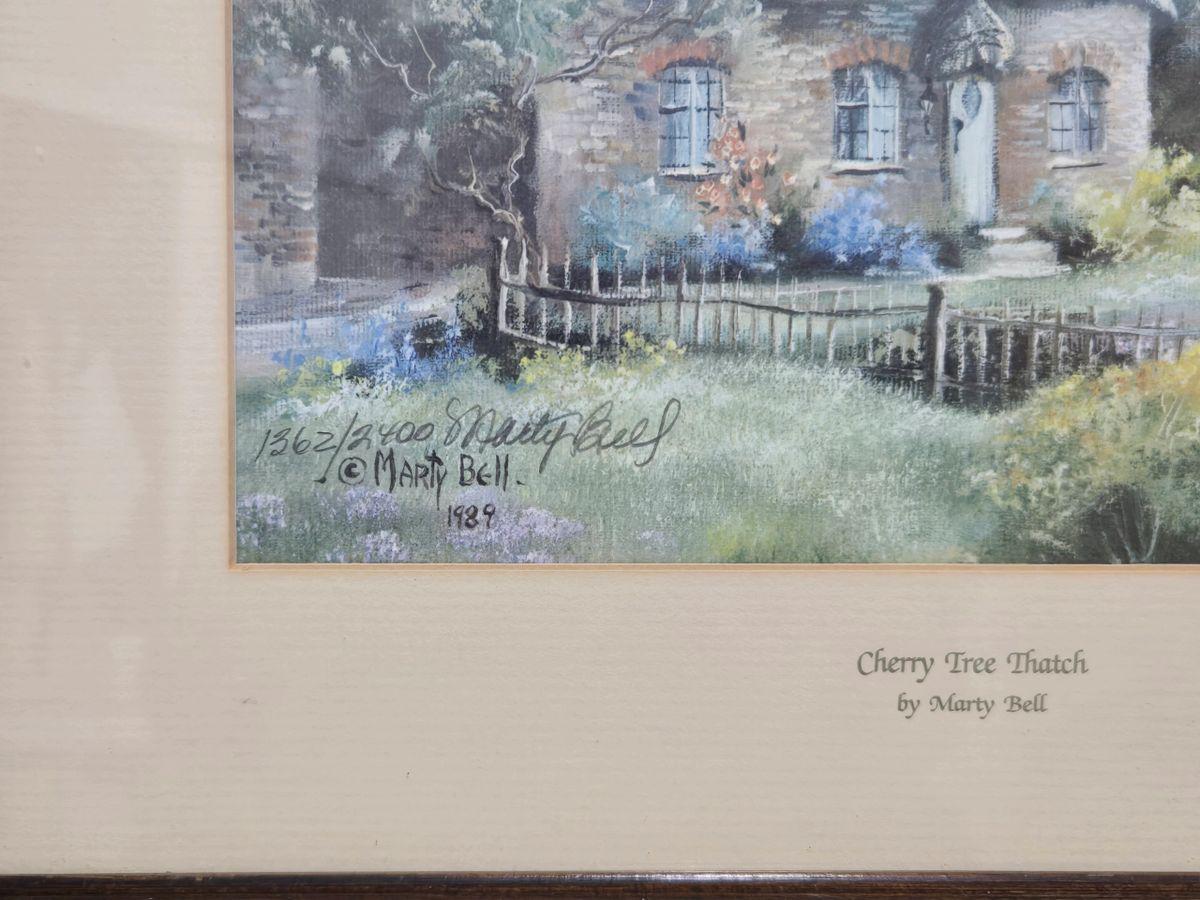 1362/2400 Marty Bell
© Marty Bell.
1989
Cherry Tree Thatch
by Marty Bell